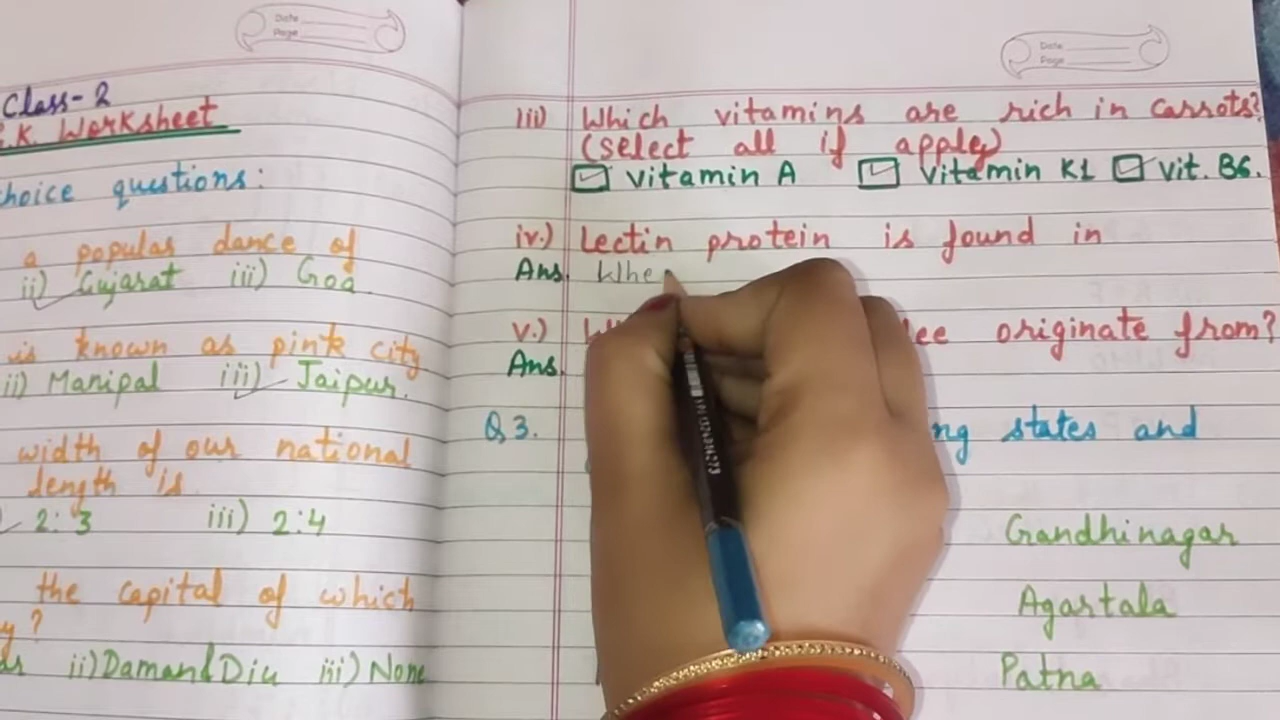 Date
Page
Class-2
G.K. Worksheet
choice questions:
a popular dance of
ii) Gujarat iii) Goa
is known as pink city
ii) Manipal iii) Jaipur.
width of our national
length is
2:3 iii) 2:4
the capital of which
y?
ii) Daman d Diu iii) None
Date
Page
iii) Which vitamins are rich in carrots?
(select all if apply)
Vitamin A Vitamin K1 Vit. B6.
iv.) Lectin protein is found in
Ans. Whe
v.) originate from?
Ans.
Q3. ng states and
Gandhinagar
Agartala
Patna